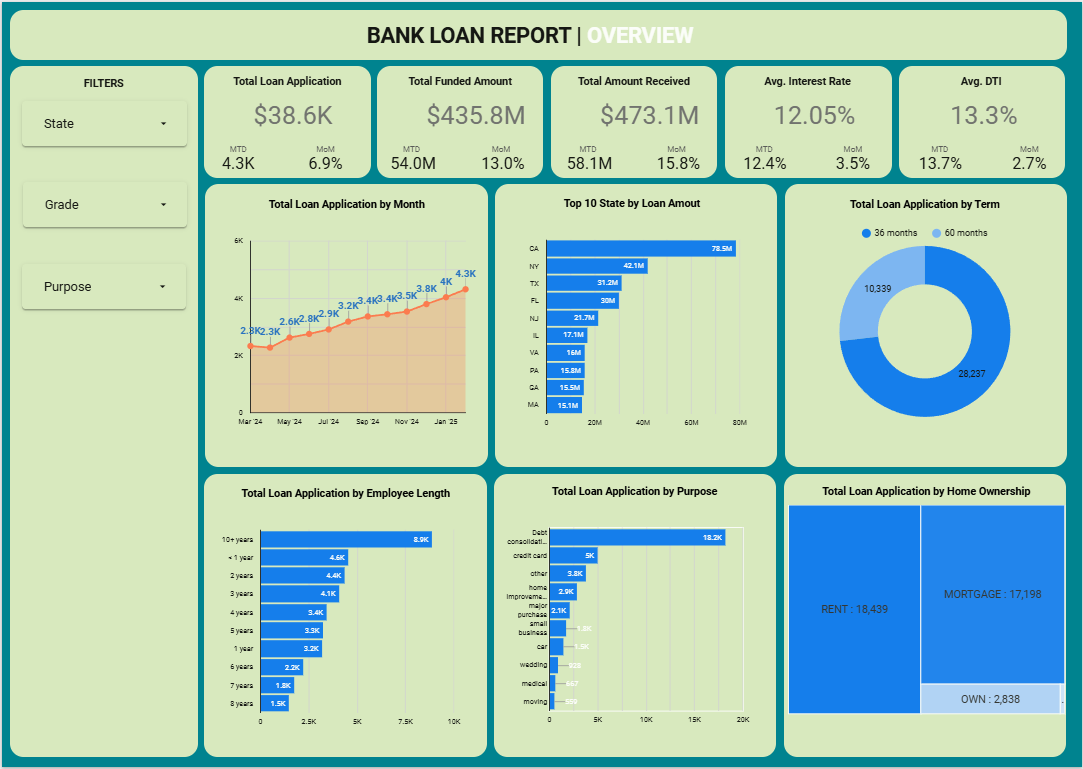 BANK LOAN REPORT | OVERVIEW
FILTERS
State
Grade
Purpose
Total Loan Application
$38.6K
MTD MoM
4.3K 6.9%
Total Funded Amount
$435.8M
MTD MoM
54.0M 13.0%
Total Amount Received
$473.1M
MTD MoM
58.1M 15.8%
Avg. Interest Rate
12.05%
MTD MoM
12.4% 3.5%
Avg. DTI
13.3%
MTD MoM
13.7% 2.7%
Total Loan Application by Month
6K
4K
2K
0
2.3K 2.3K 2.6K 2.8K 2.9K 3.2K 3.4K 3.4K 3.5K 3.8K 4K 4.3K
Mar '24 May '24 Jul '24 Sep '24 Nov '24 Jan '25
Top 10 State by Loan Amout
CA 78.5M
NY 42.1M
TX 31.2M
FL 30M
NJ 21.7M
IL 17.1M
VA 16M
PA 15.8M
GA 15.5M
MA 15.1M
0 20M 40M 60M 80M
Total Loan Application by Term
36 months 60 months
10,339
28,237
Total Loan Application by Employee Length
10+ years 8.9K
< 1 year 4.6K
2 years 4.4K
3 years 4.1K
4 years 3.4K
5 years 3.3K
1 year 3.2K
6 years 2.2K
7 years 1.8K
8 years 1.5K
0 2.5K 5K 7.5K 10K
Total Loan Application by Purpose
Debt
consolidati... 18.2K
credit card 5K
other 3.8K
home
improveme... 2.9K
major
purchase 2.1K
small
business 1.8K
car 1.5K
wedding 928
medical 667
moving 559
0 5K 10K 15K 20K
Total Loan Application by Home Ownership
RENT : 18,439
MORTGAGE : 17,198
OWN : 2,838
.